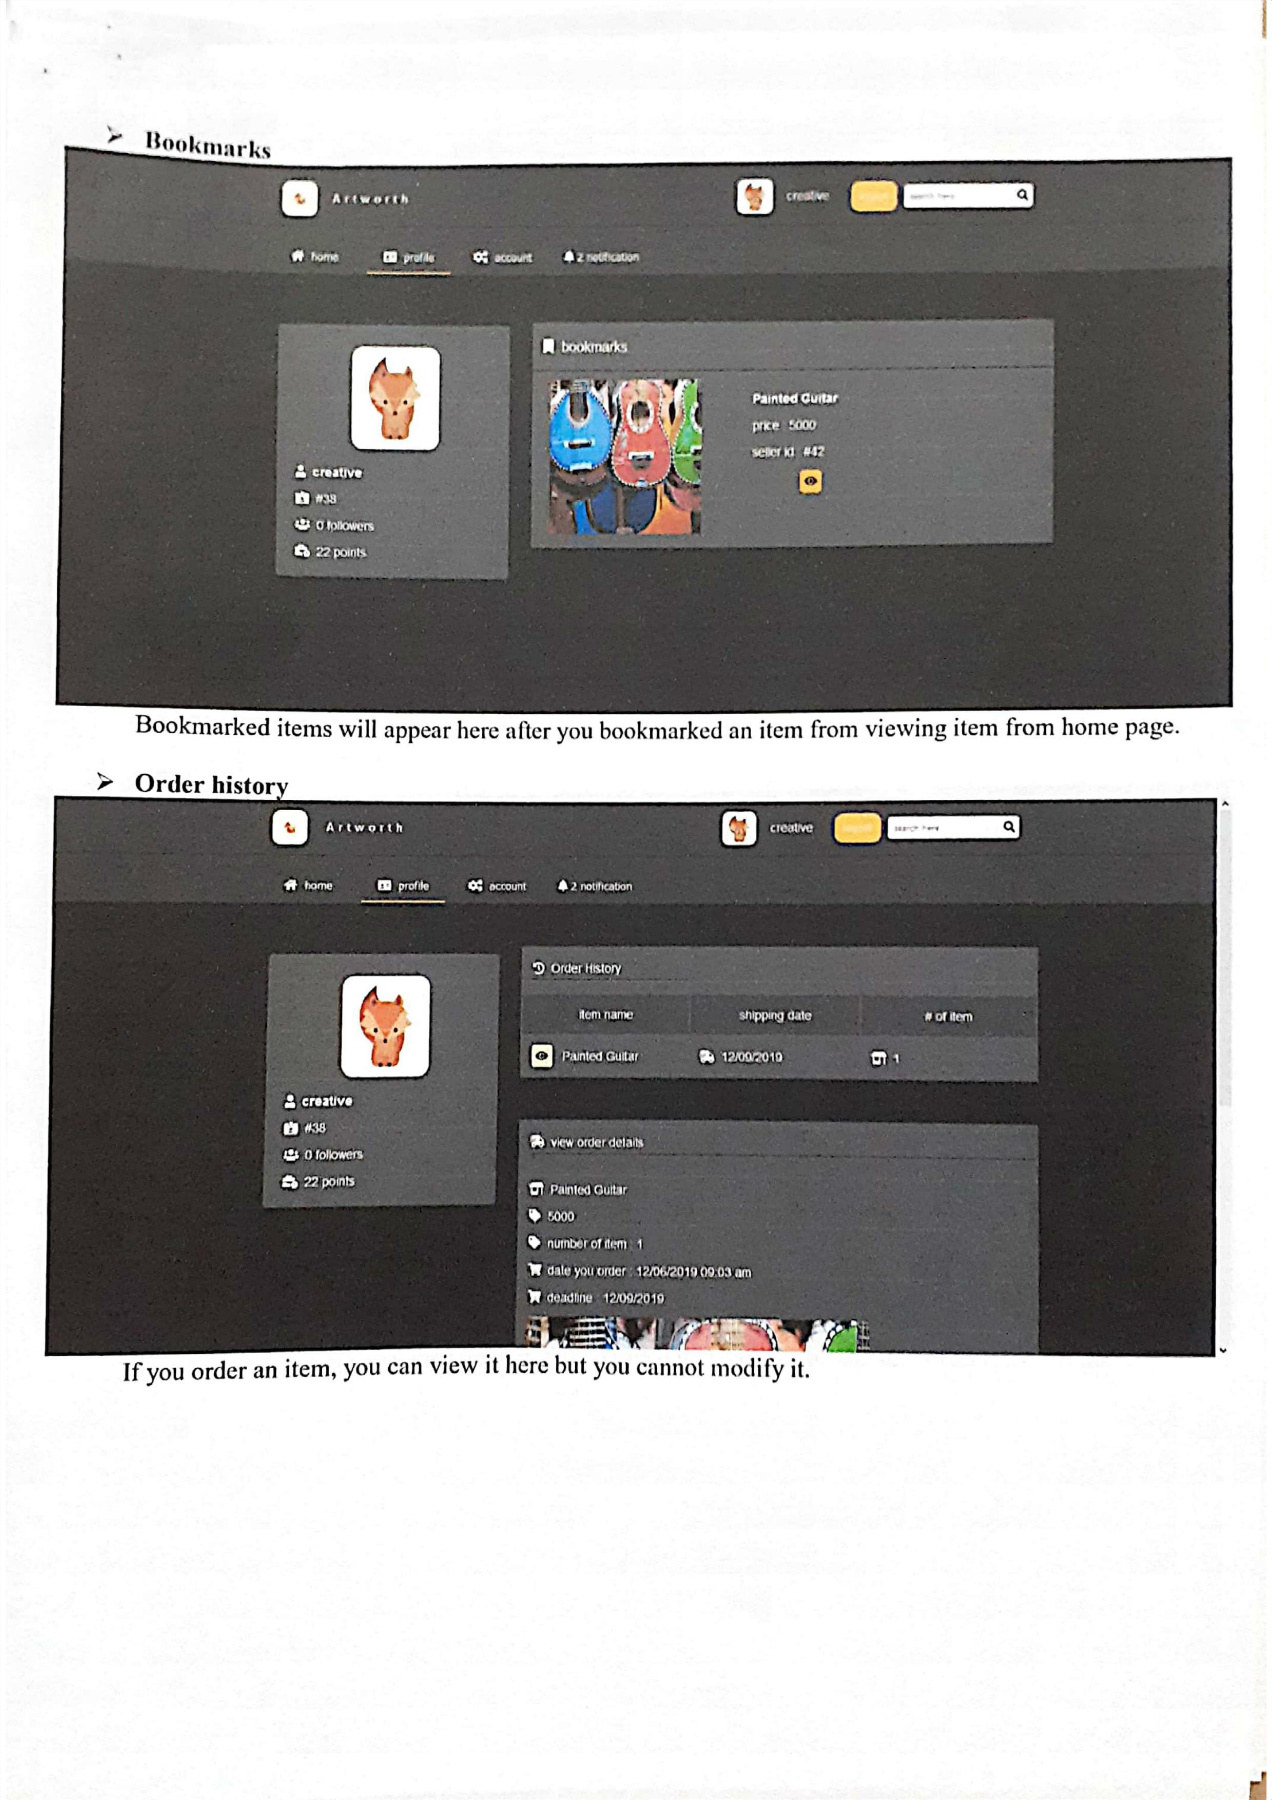 ➢ Bookmarks
Artworth
creative
search here
home profile account 2 notification
bookmarks
Painted Guitar
price 5000
seller id #42
creative
#38
0 followers
22 points
Bookmarked items will appear here after you bookmarked an item from viewing item from home page.
➢ Order history
Artworth
creative
search here
home profile account 2 notification
Order History
item name shipping date # of item
Painted Guitar 12/09/2019 1
creative
#38
0 followers
22 points
view order details
Painted Guitar
5000
number of item : 1
date you order : 12/06/2019 09:03 am
deadline : 12/09/2019
If you order an item, you can view it here but you cannot modify it.